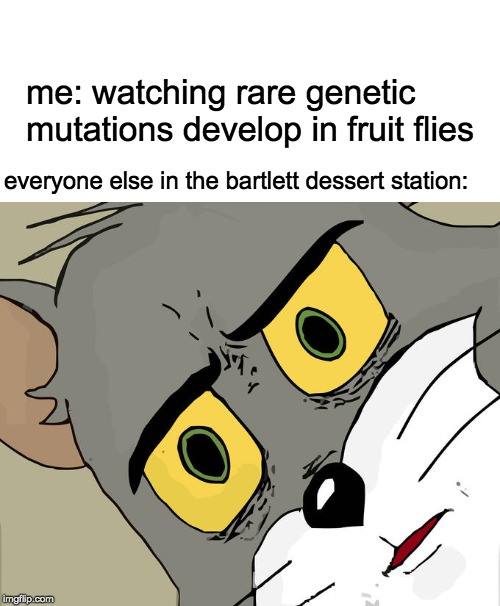 me: watching rare genetic
mutations develop in fruit flies
everyone else in the bartlett dessert station:
imgflip.com